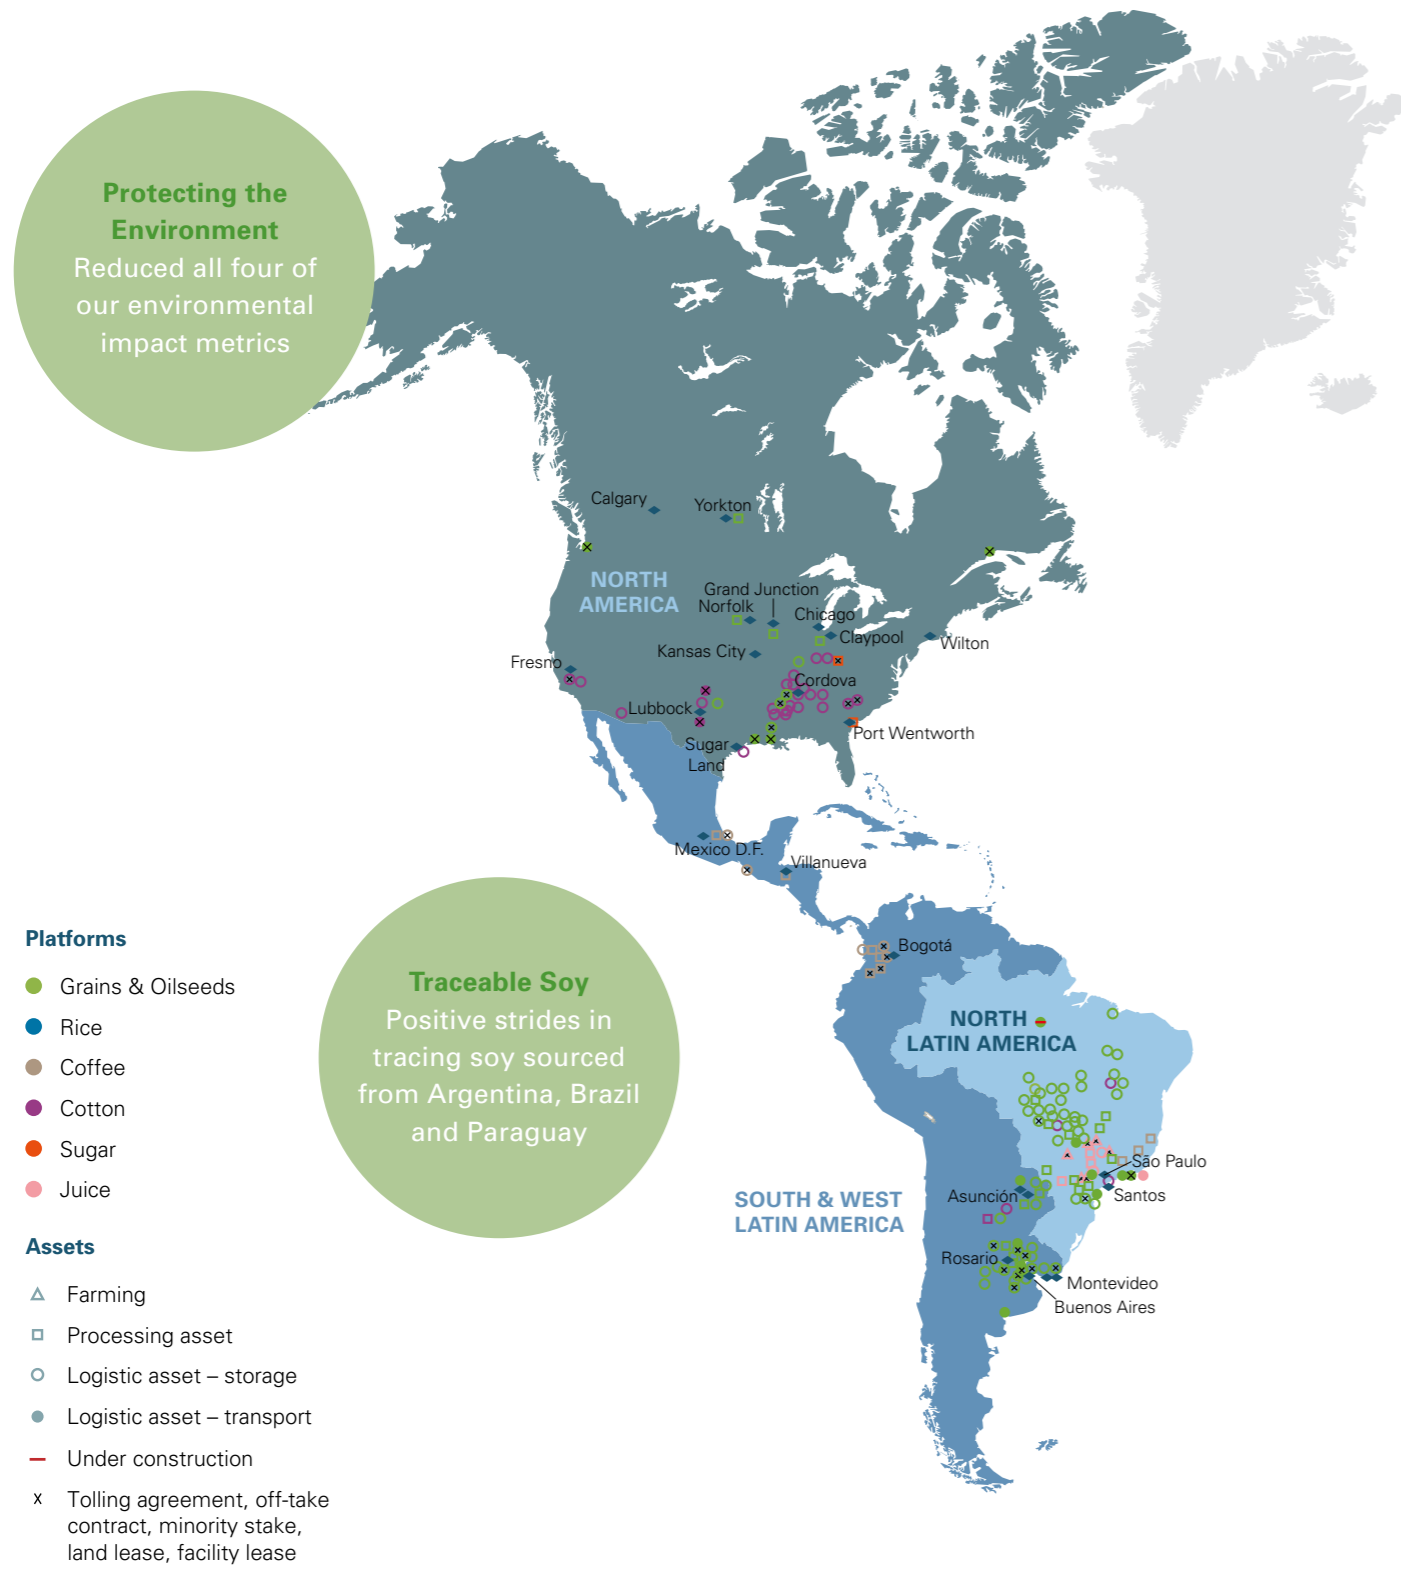 Protecting the
Environment
Reduced all four of
our environmental
impact metrics
Calgary
Yorkton
NORTH
AMERICA
Grand Junction
Norfolk
Chicago
Claypool
Wilton
Kansas City
Fresno
Cordova
Lubbock
Port Wentworth
Sugar
Land
Mexico D.F.
Villanueva
Bogotá
Traceable Soy
Positive strides in
tracing soy sourced
from Argentina, Brazil
and Paraguay
NORTH
LATIN AMERICA
São Paulo
Santos
SOUTH & WEST
LATIN AMERICA
Asunción
Rosario
Montevideo
Buenos Aires
Platforms
Grains & Oilseeds
Rice
Coffee
Cotton
Sugar
Juice
Assets
Farming
Processing asset
Logistic asset – storage
Logistic asset – transport
Under construction
x Tolling agreement, off-take
contract, minority stake,
land lease, facility lease